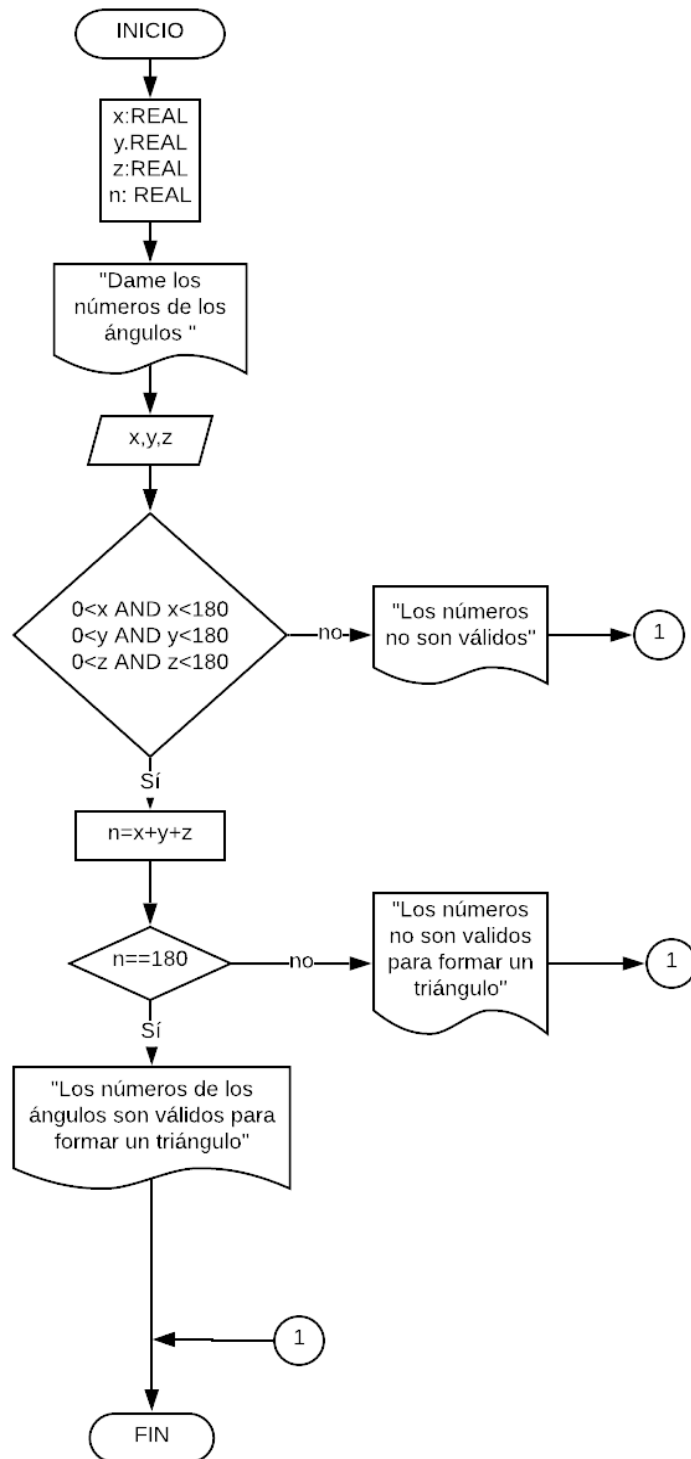 INICIO
x:REAL
y.REAL
z:REAL
n: REAL
"Dame los
números de los
ángulos "
x,y,z
0<x AND x<180
0<y AND y<180
0<z AND z<180
no
"Los números
no son válidos"
1
Sí
n=x+y+z
n==180
no
"Los números
no son validos
para formar un
triángulo"
1
Sí
"Los números de los
ángulos son válidos para
formar un triángulo"
1
FIN